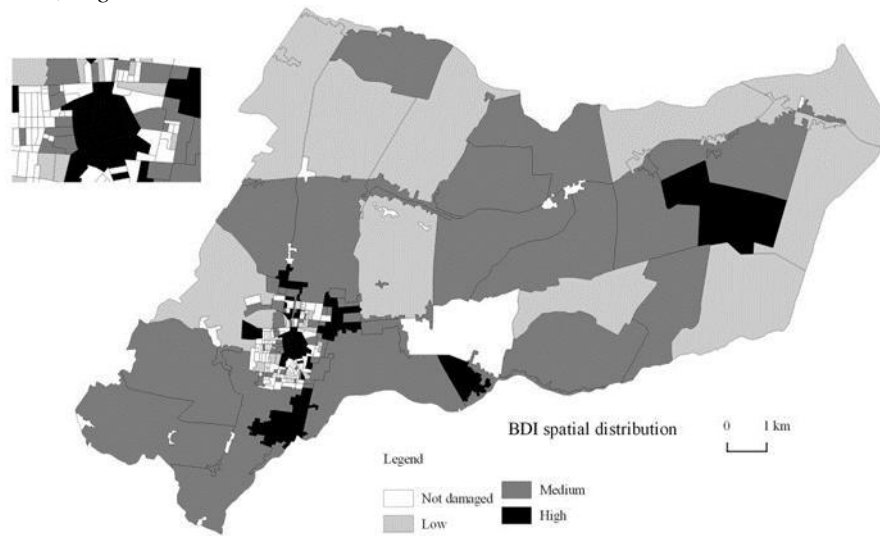 BDI spatial distribution
0 1 km
Legend
Not damaged
Low
Medium
High